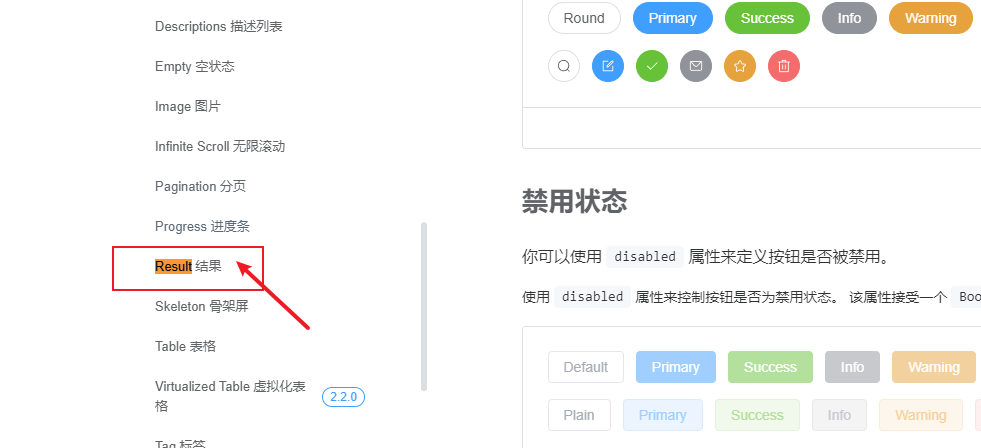 Descriptions 描述列表
Empty 空状态
Image 图片
Infinite Scroll 无限滚动
Pagination 分页
Progress 进度条
Result 结果
Skeleton 骨架屏
Table 表格
Virtualized Table 虚拟化表
格
2.2.0
Tag 标签
Round Primary Success Info Warning
禁用状态
你可以使用 disabled 属性来定义按钮是否被禁用。
使用 disabled 属性来控制按钮是否为禁用状态。 该属性接受一个 Boo
Default Primary Success Info Warning
Plain Primary Success Info Warning